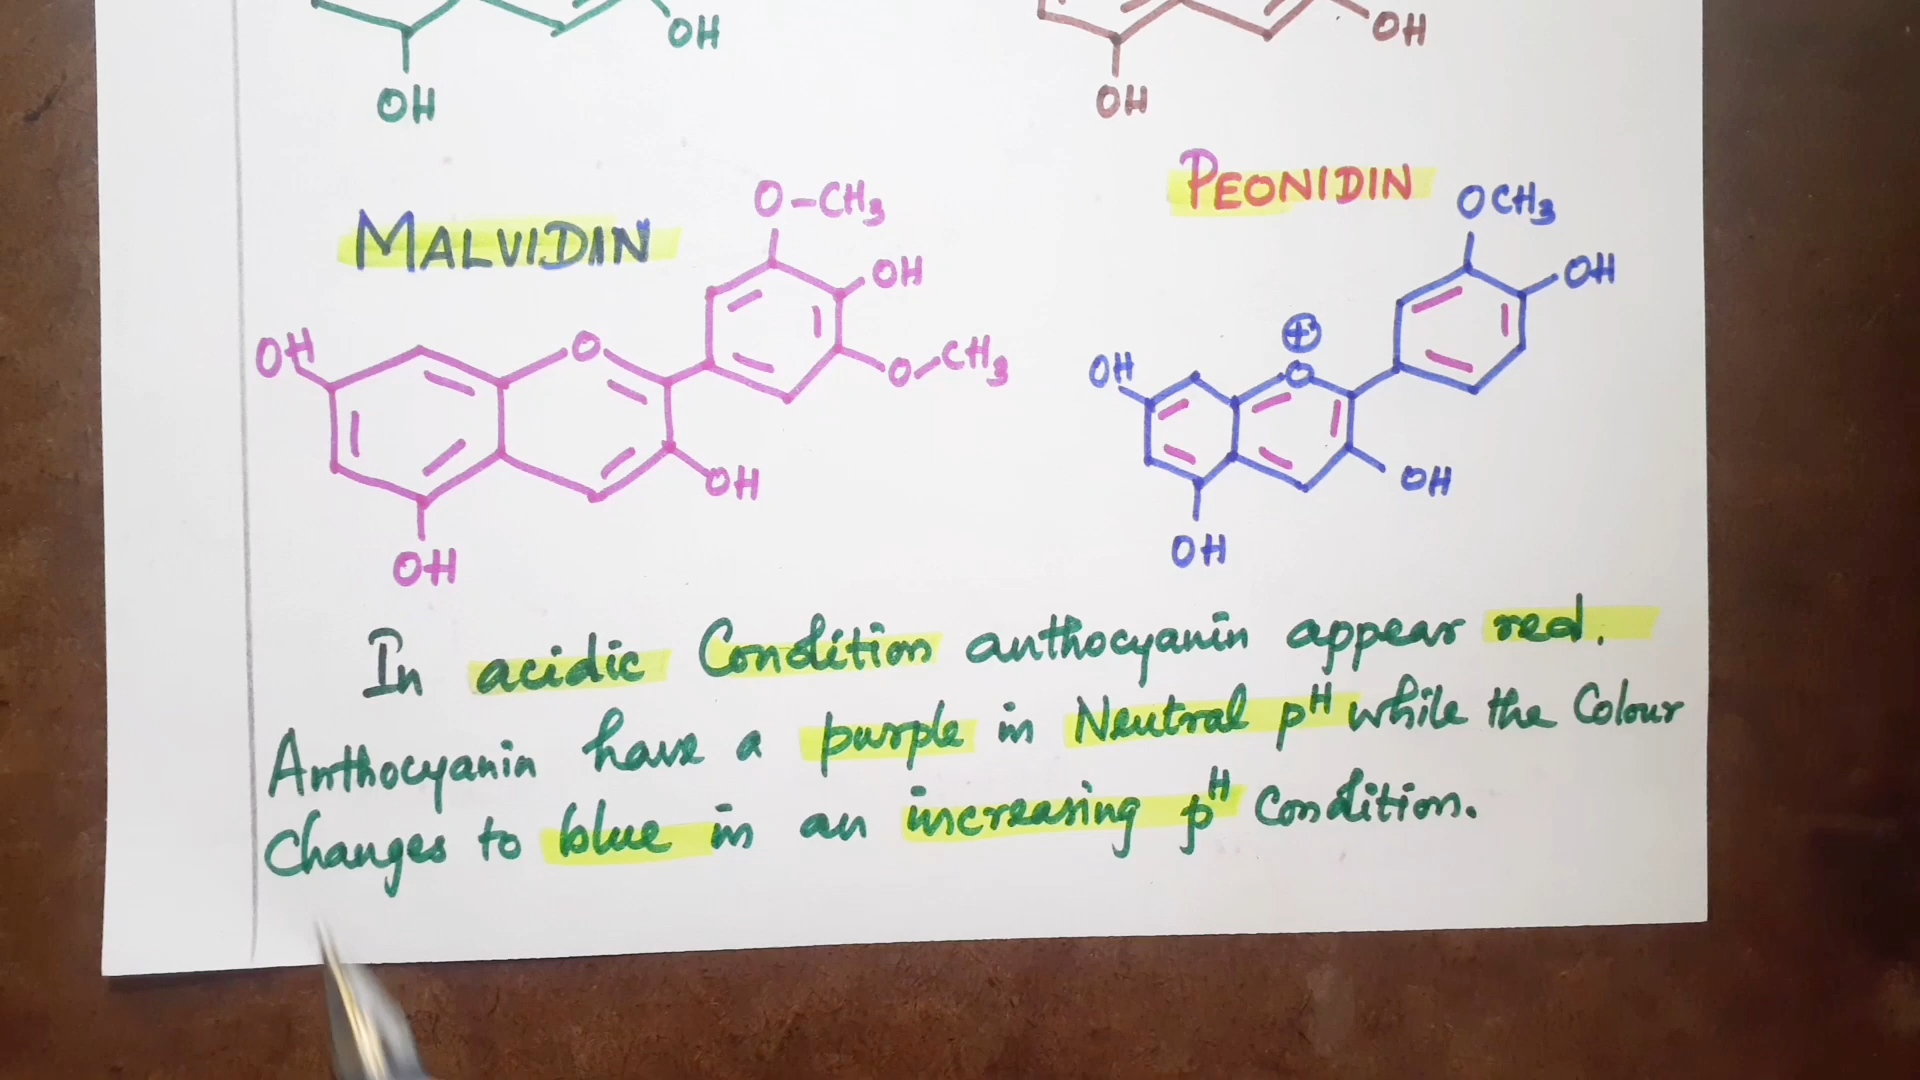 OH
OH
OH
OH
MALVIDIN
O-CH3
OH
OH
O
O-CH3
OH
OH
PEONIDIN
OCH3
OH
+
OH
O
OH
OH
In acidic Condition anthocyanin appear red.
Anthocyanin have a purple in Neutral pH while the Colour
Changes to blue in an increasing pH Condition.